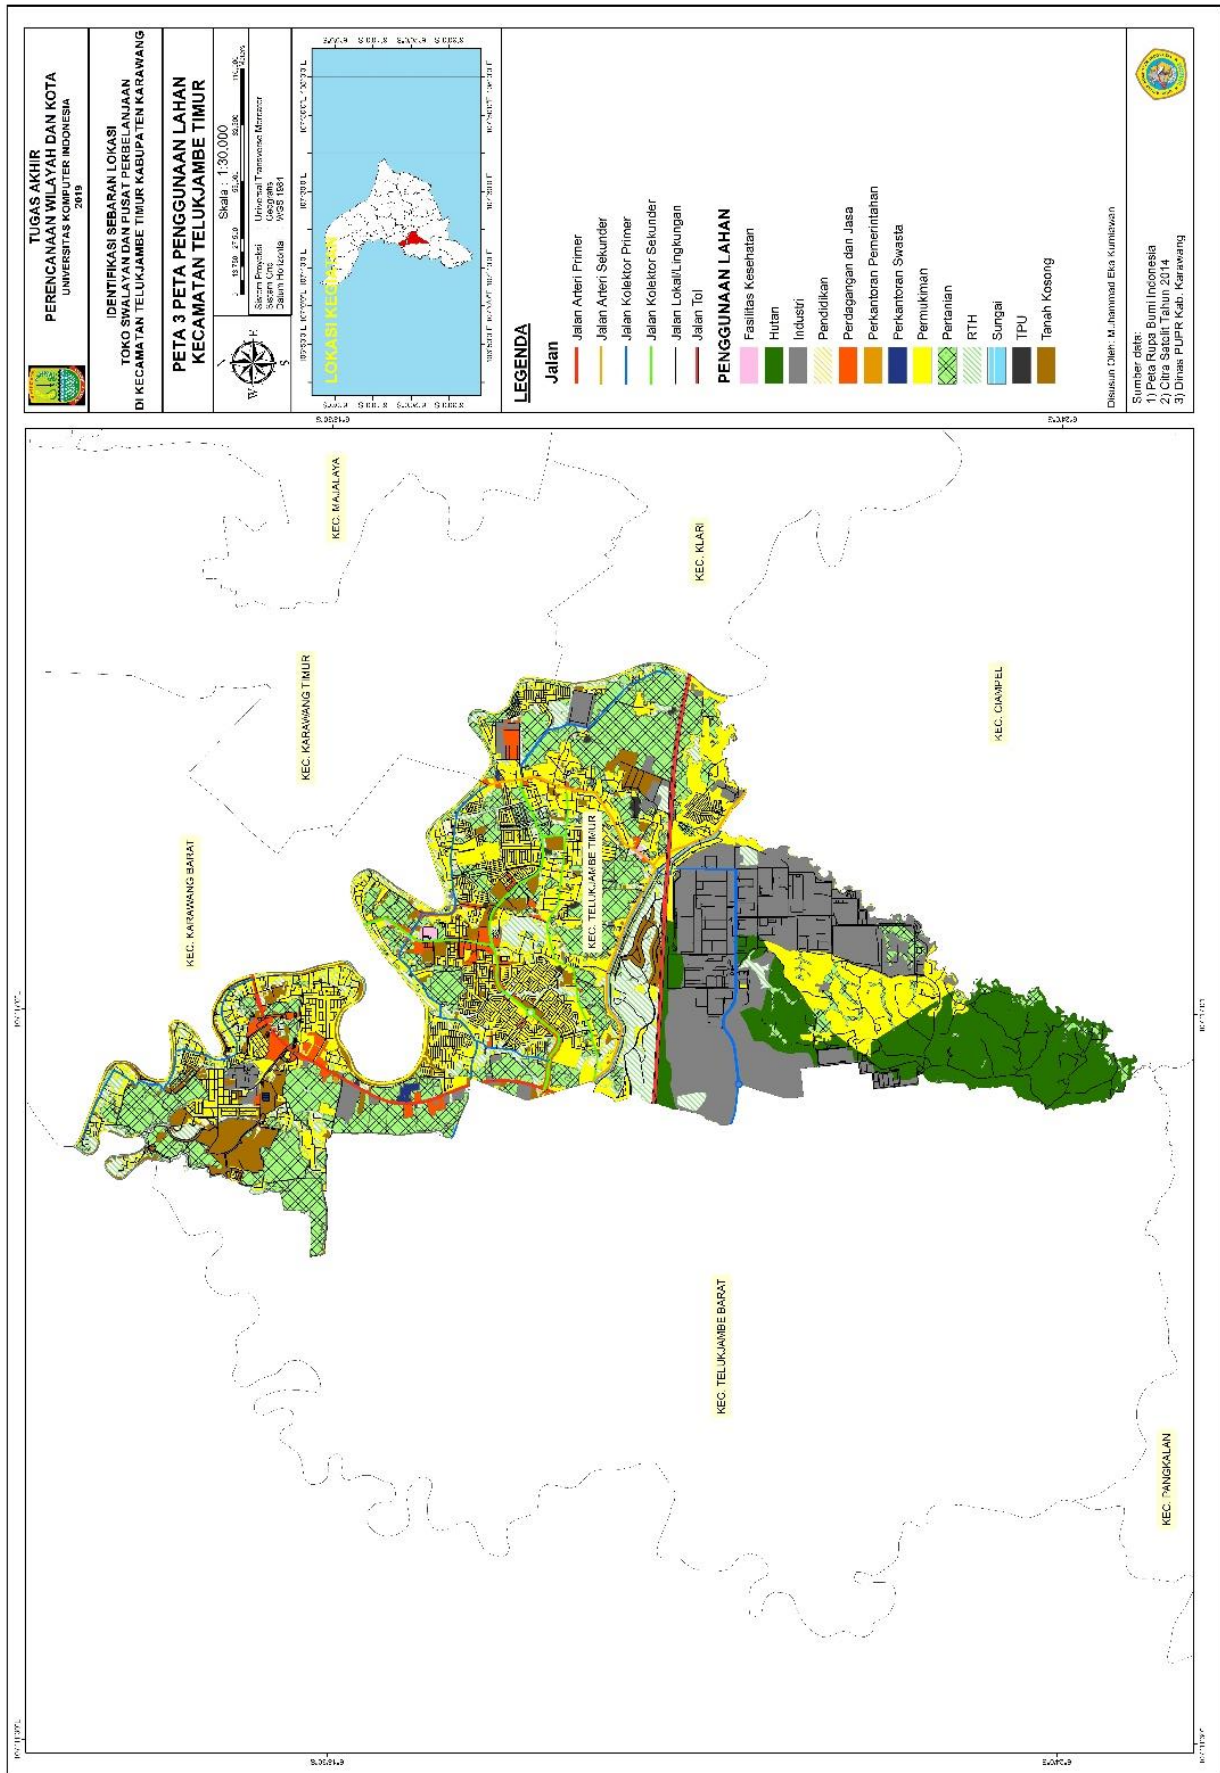 TUGAS AKHIR
PERENCANAAN WILAYAH DAN KOTA
UNIVERSITAS KOMPUTER INDONESIA
2019
IDENTIFIKASI SEBARAN LOKASI
TOKO SWALAYAN DAN PUSAT PERBELANJAAN
DI KECAMATAN TELUKJAMBE TIMUR KABUPATEN KARAWANG
PETA 3 PETA PENGGUNAAN LAHAN
KECAMATAN TELUKJAMBE TIMUR
Skala : 1:30.000
Meters
Sistem Proyeksi : Universal Transverse Mercator
Sistem Grid : Geografis
W
E
S
LOKASI
LEGENDA
Jalan
Jalan Arteri Primer
Jalan Arteri Sekunder
Jalan Kolektor Primer
Jalan Kolektor Sekunder
Jalan Lokal/Lingkungan
Jalan Tol
PENGGUNAAN LAHAN
Fasilitas Kesehatan
Hutan
Industri
Pendidikan
Perdagangan dan Jasa
Perkantoran Pemerintahan
Perkantoran Swasta
Permukiman
Pertanian
RTH
Sungai
TPU
Tanah Kosong
Disusun Oleh: Muhammad Eka Kurniawan
Sumber data:
1) Peta Rupa Bumi Indonesia
2) Citra Satelit Tahun 2014
3) Dinas PUPR Kab. Karawang
KEC. MAJALAYA
KEC. KARAWANG TIMUR
KEC. KLARI
KEC. KARAWANG BARAT
KEC. TELUKJAMBE TIMUR
KEC. CIAMPEL
KEC. TELUKJAMBE BARAT
KEC. PANGKALAN